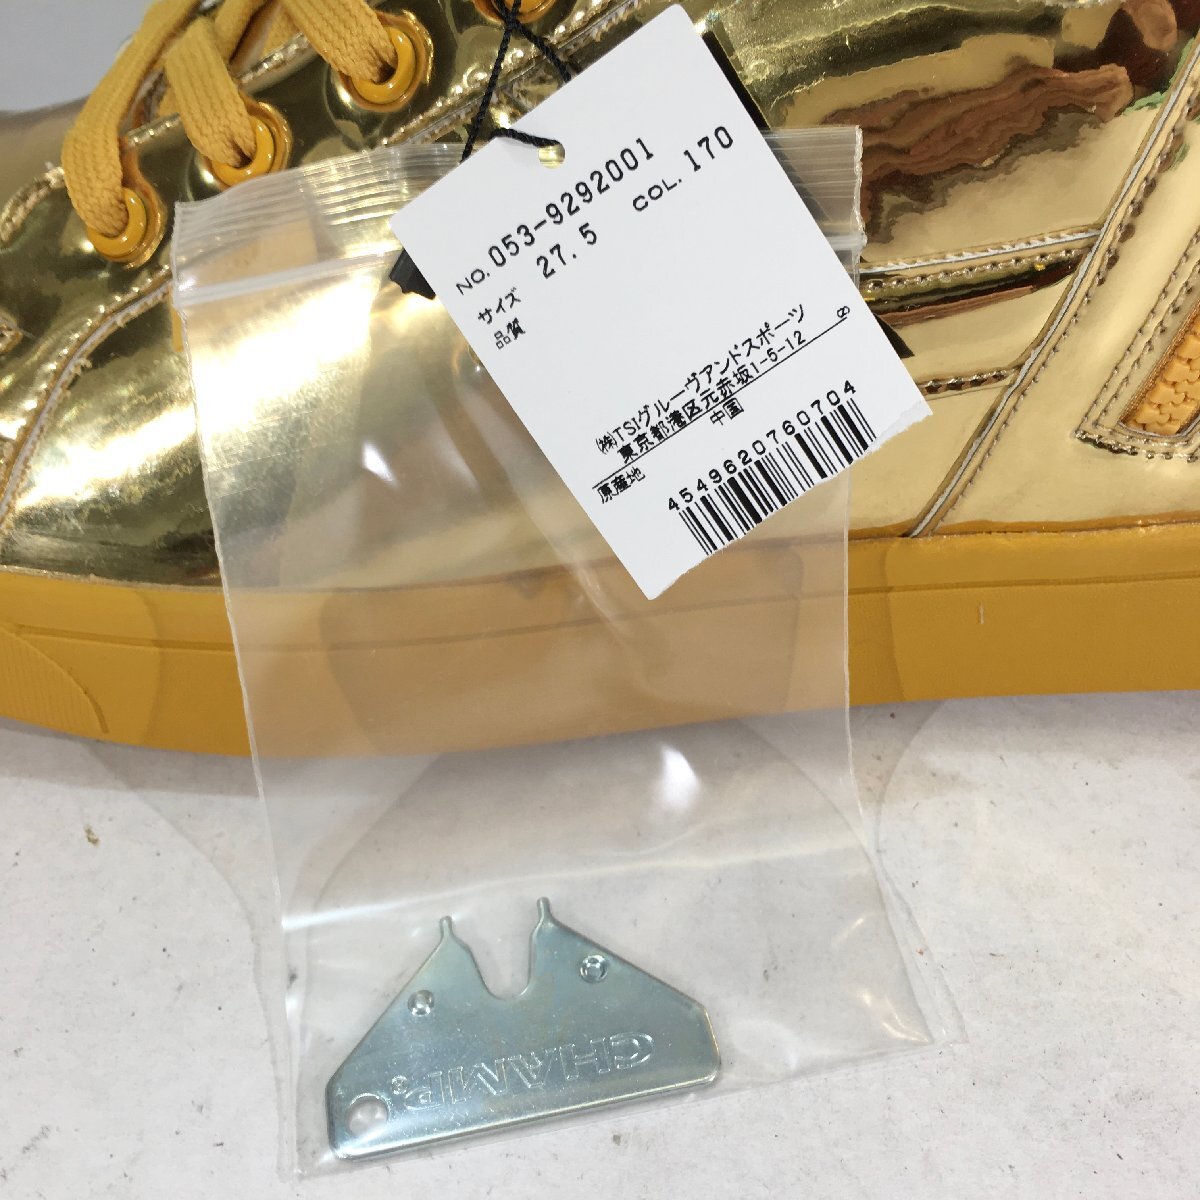 NO. 053-9292001
サイズ 27.5 COL. 170
品質
㈱TSIグルーヴアンドスポーツ
東京都港区元赤坂1-5-12
原産地 中国
4549620760704
CHAMP®